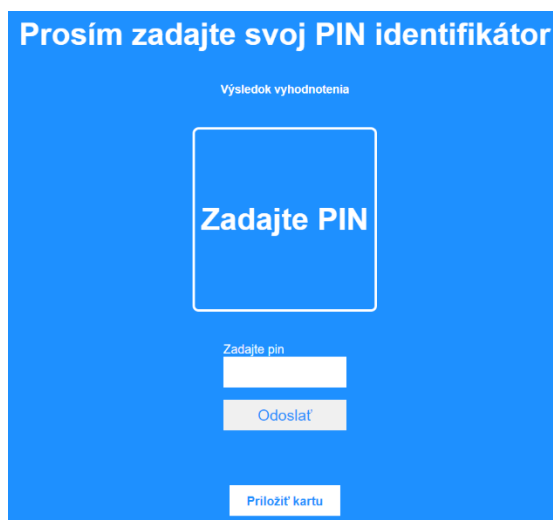 Prosím zadajte svoj PIN identifikátor
Výsledok vyhodnotenia
Zadajte PIN
Zadajte pin
Odoslať
Priložiť kartu